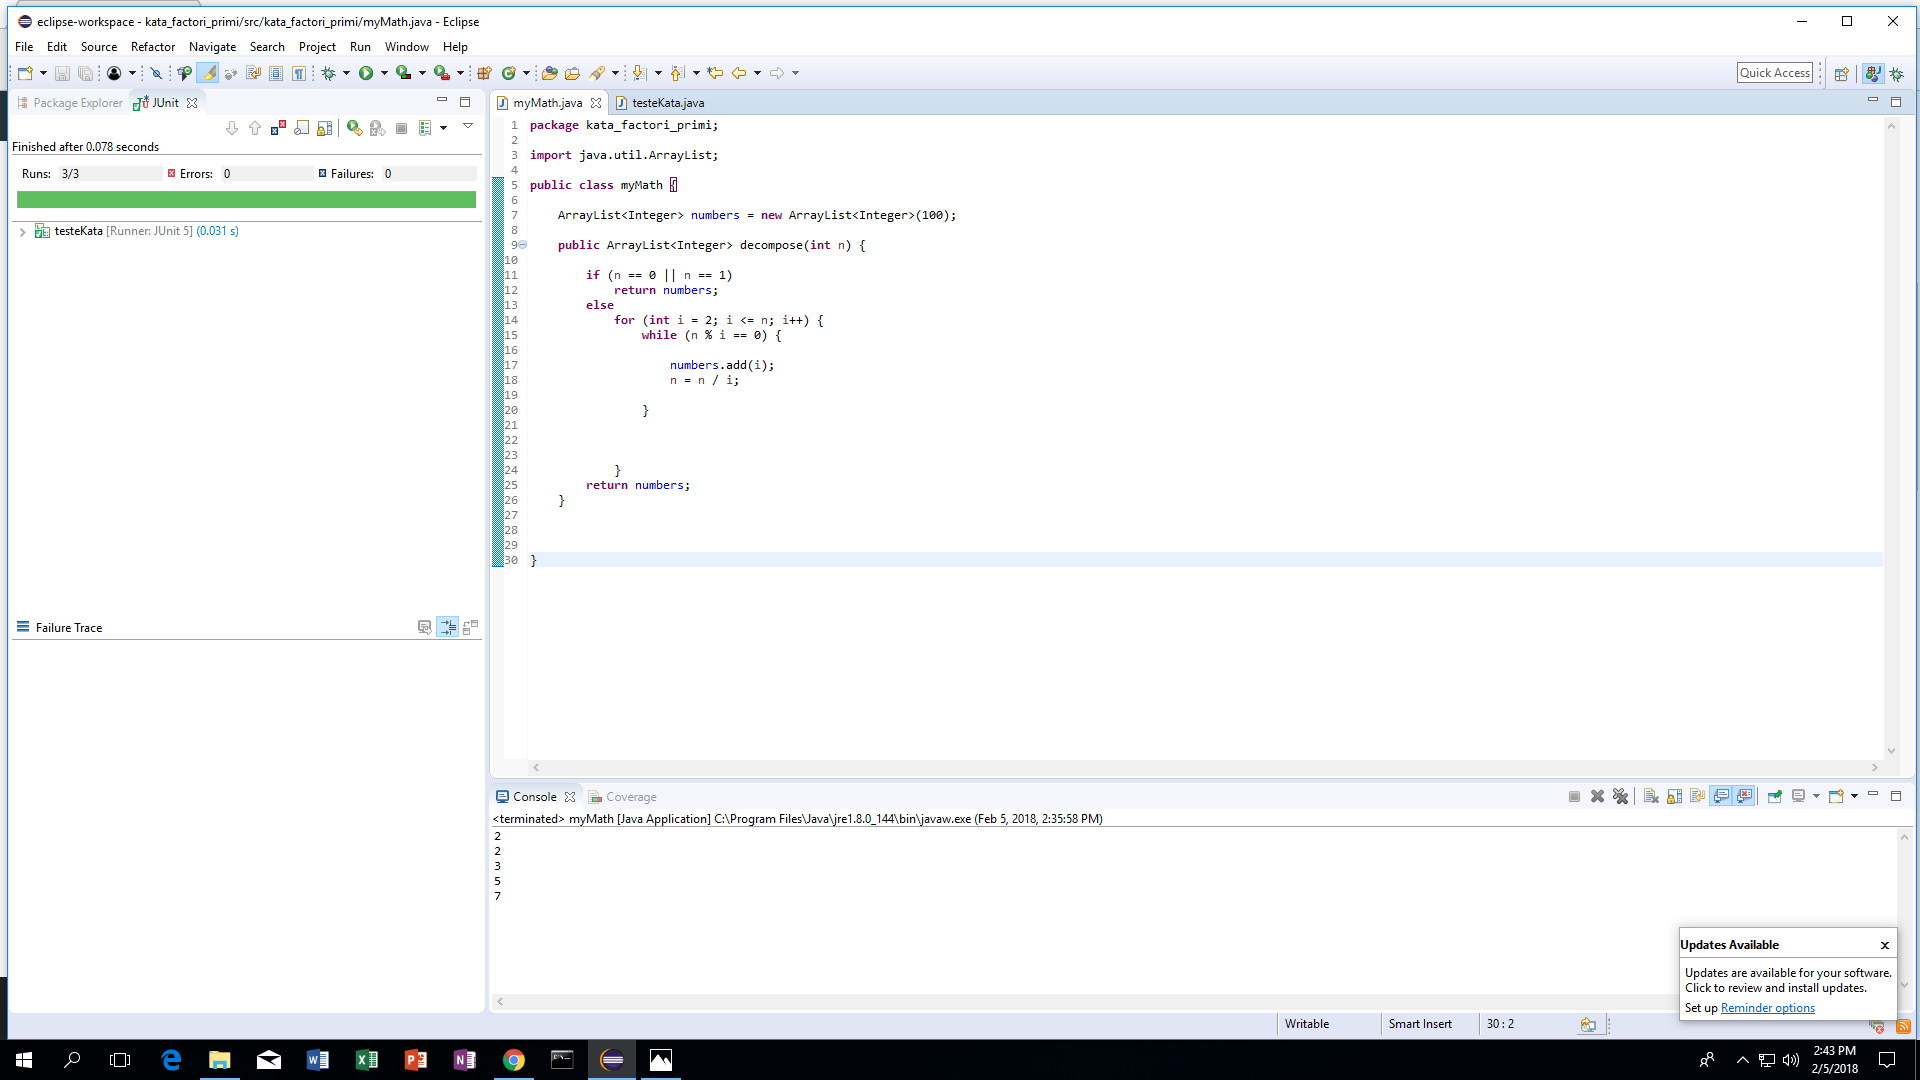 eclipse-workspace - kata_factori_primi/src/kata_factori_primi/myMath.java - Eclipse
File Edit Source Refactor Navigate Search Project Run Window Help
Quick Access
Package Explorer JUnit
Finished after 0.078 seconds
Runs: 3/3 Errors: 0 Failures: 0
testeKata [Runner: JUnit 5] (0.031 s)
Failure Trace
myMath.java testeKata.java
1 package kata_factori_primi;
2
3 import java.util.ArrayList;
4
5 public class myMath {
6
7 ArrayList<Integer> numbers = new ArrayList<Integer>(100);
8
9 public ArrayList<Integer> decompose(int n) {
10
11 if (n == 0 || n == 1)
12 return numbers;
13 else
14 for (int i = 2; i <= n; i++) {
15 while (n % i == 0) {
16
17 numbers.add(i);
18 n = n / i;
19
20 }
21
22
23
24 }
25 return numbers;
26 }
27
28
29
30 }
Console Coverage
<terminated> myMath [Java Application] C:\Program Files\Java\jre1.8.0_144\bin\javaw.exe (Feb 5, 2018, 2:35:58 PM)
2
2
3
5
7
Updates Available x
Updates are available for your software.
Click to review and install updates.
Set up Reminder options
Writable Smart Insert 30 : 2
2:43 PM
2/5/2018